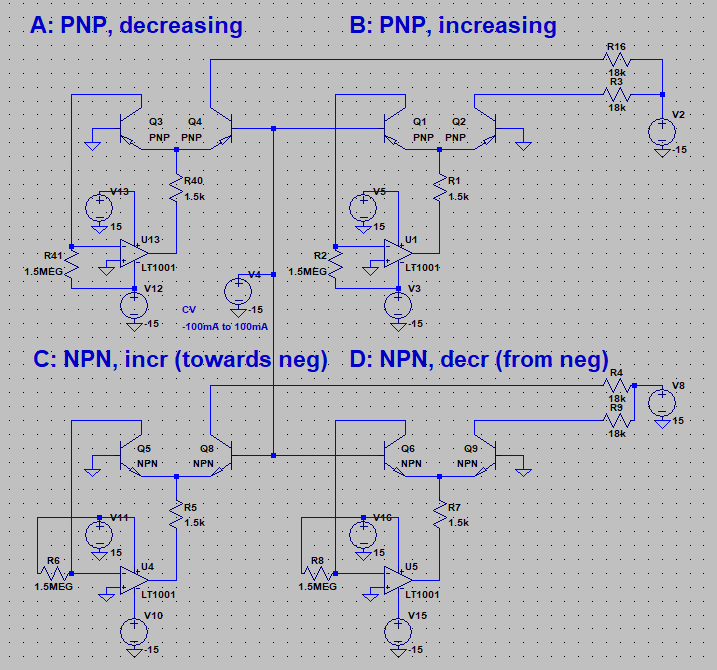 A: PNP, decreasing
B: PNP, increasing
R16
18k
R3
18k
V2
-15
Q3
PNP
Q4
PNP
Q1
PNP
Q2
PNP
R40
1.5k
R1
1.5k
V13
15
V5
15
U13
LT1001
U1
LT1001
R41
1.5MEG
R2
1.5MEG
V12
-15
V4
-15
V3
-15
CV
-100mA to 100mA
C: NPN, incr (towards neg)
D: NPN, decr (from neg)
R4
18k
R9
18k
V8
15
Q5
NPN
Q8
NPN
Q6
NPN
Q9
NPN
R5
1.5k
R7
1.5k
V11
15
V16
15
R6
1.5MEG
U4
LT1001
R8
1.5MEG
U5
LT1001
V10
-15
V15
-15